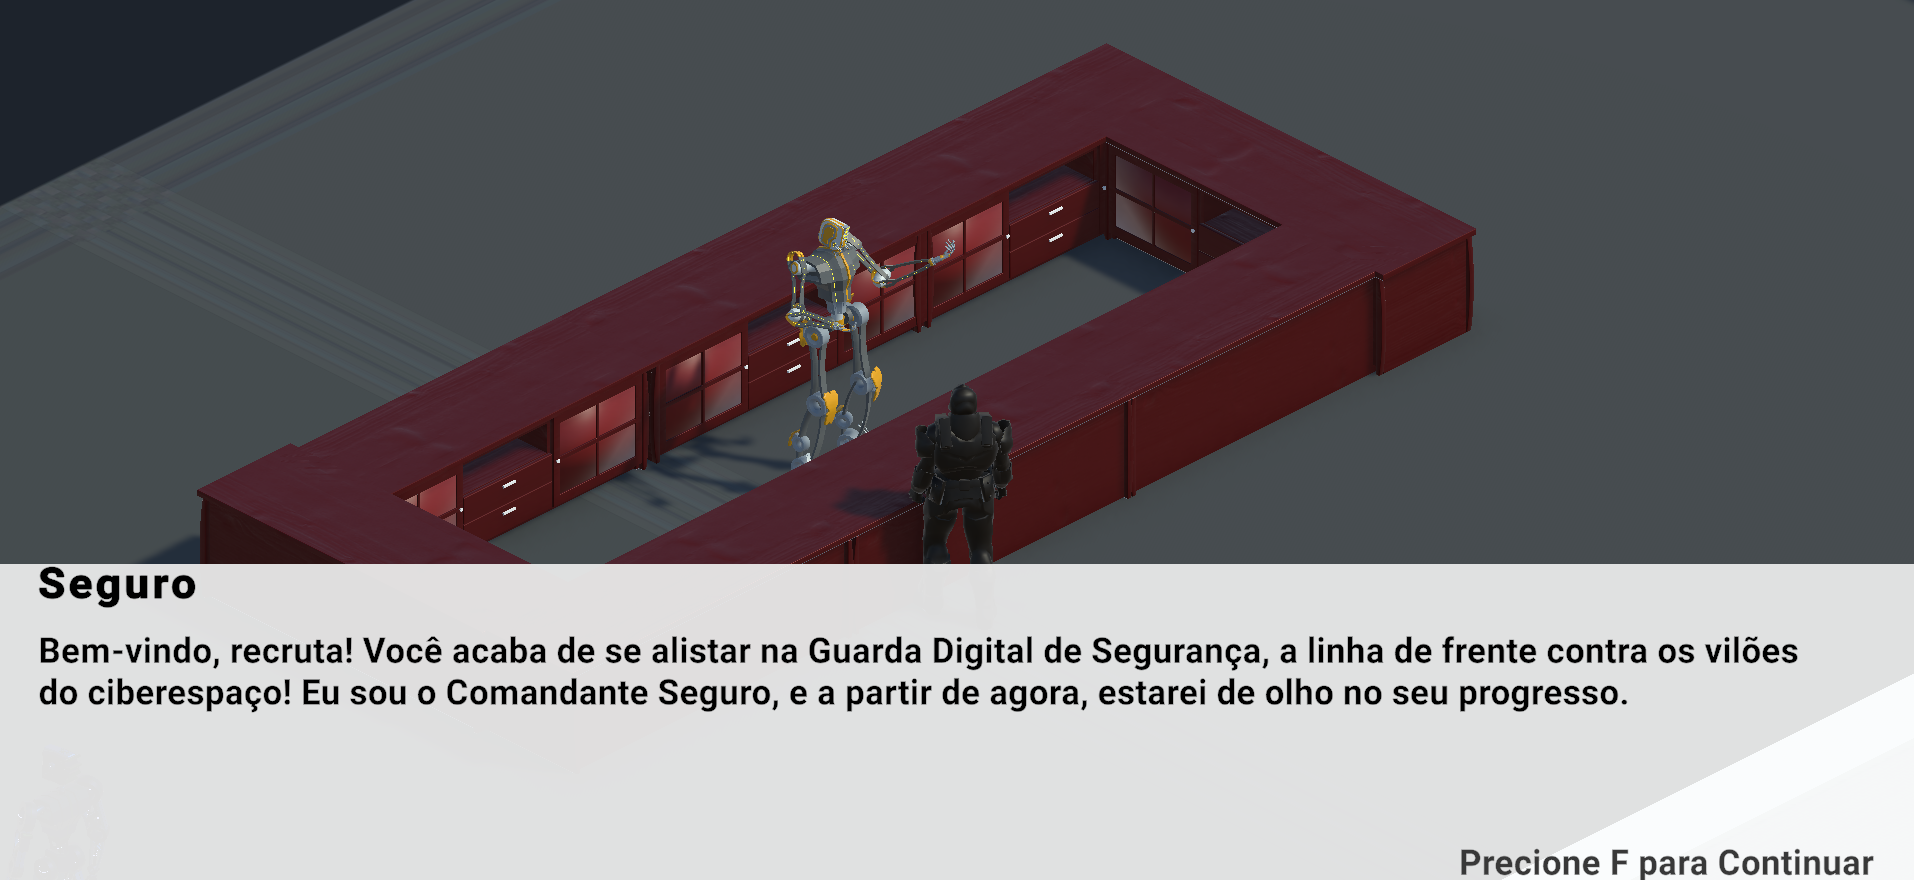 Seguro
Bem-vindo, recruta! Você acaba de se alistar na Guarda Digital de Segurança, a linha de frente contra os vilões
do ciberespaço! Eu sou o Comandante Seguro, e a partir de agora, estarei de olho no seu progresso.
Precione F para Continuar